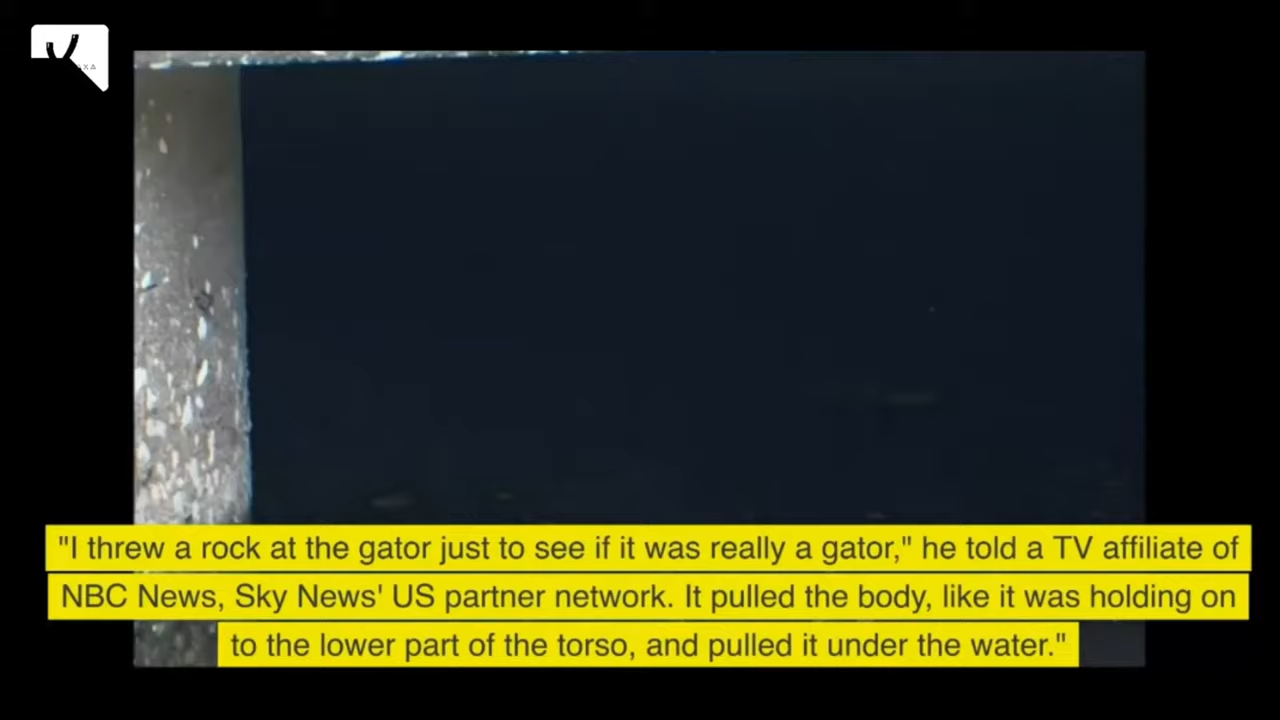 "I threw a rock at the gator just to see if it was really a gator," he told a TV affiliate of
NBC News, Sky News' US partner network. It pulled the body, like it was holding on
to the lower part of the torso, and pulled it under the water."